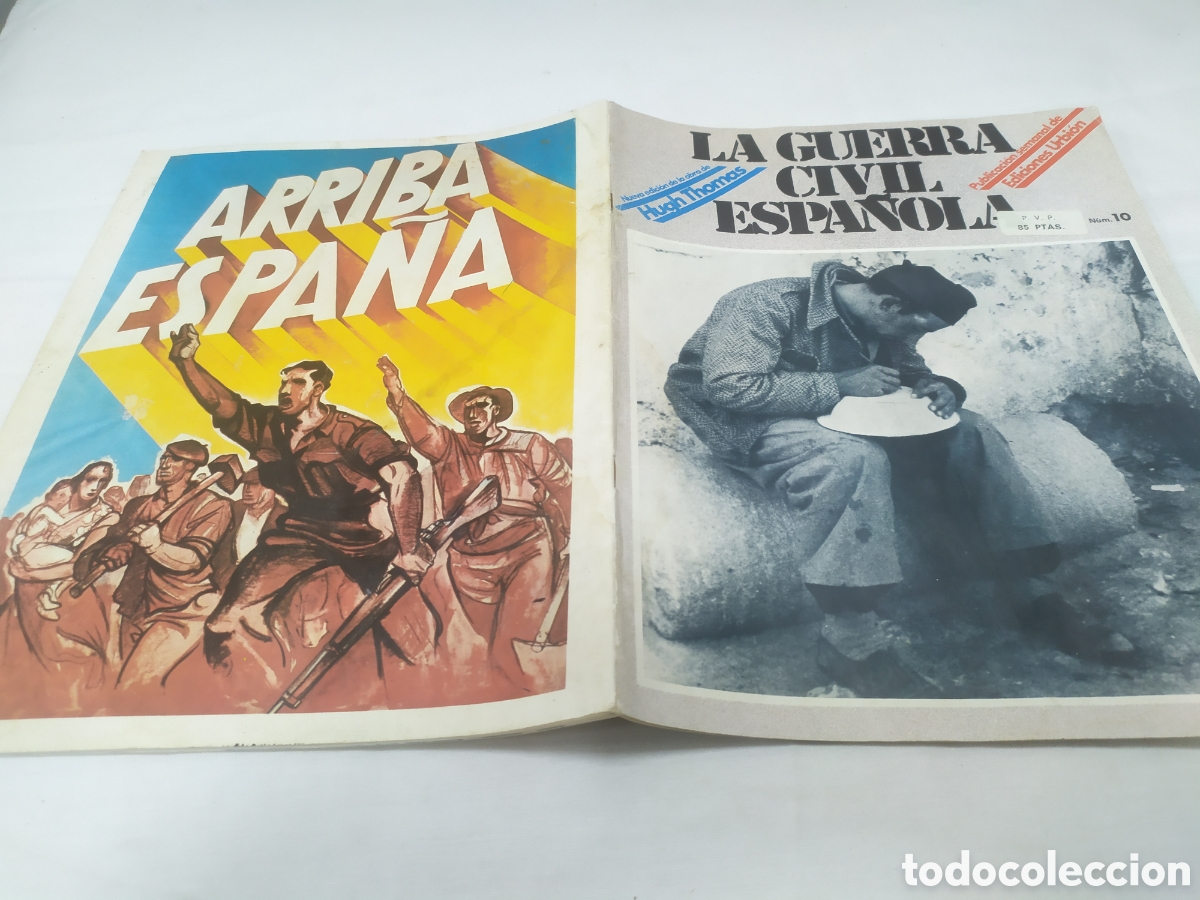 ARRIBA
ESPAÑA
LA GUERRA
CIVIL
ESPAÑOLA
Nueva edición de la obra de
Hugh Thomas
Publicación semanal de
Ediciones Urbión
P. V. P.
85 PTAS.
Núm. 10
todocoleccion